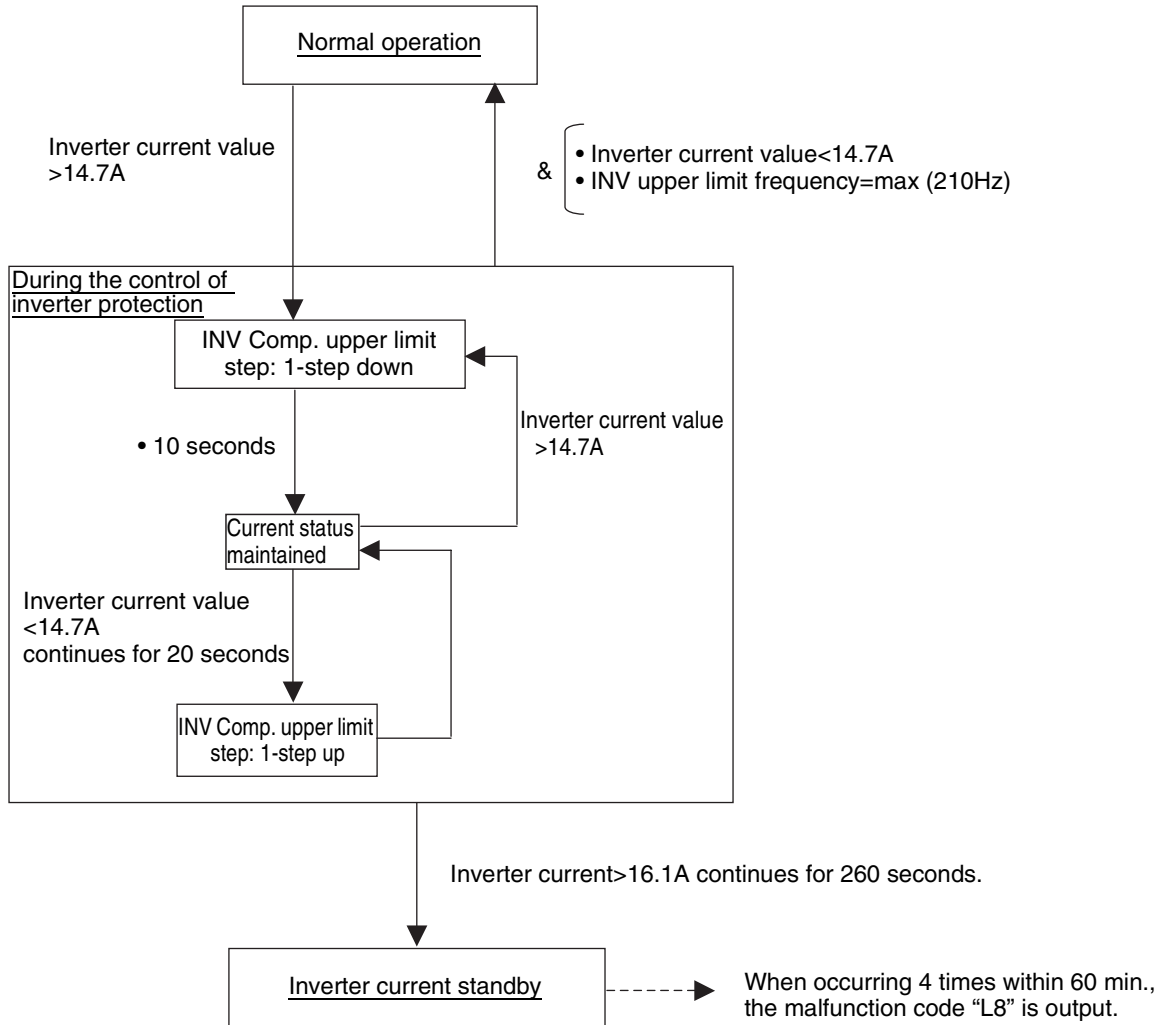 Normal operation
Inverter current value
>14.7A
&
• Inverter current value<14.7A
• INV upper limit frequency=max (210Hz)
During the control of
inverter protection
INV Comp. upper limit
step: 1-step down
• 10 seconds
Inverter current value
>14.7A
Current status
maintained
Inverter current value
<14.7A
continues for 20 seconds
INV Comp. upper limit
step: 1-step up
Inverter current>16.1A continues for 260 seconds.
Inverter current standby
When occurring 4 times within 60 min.,
the malfunction code “L8” is output.